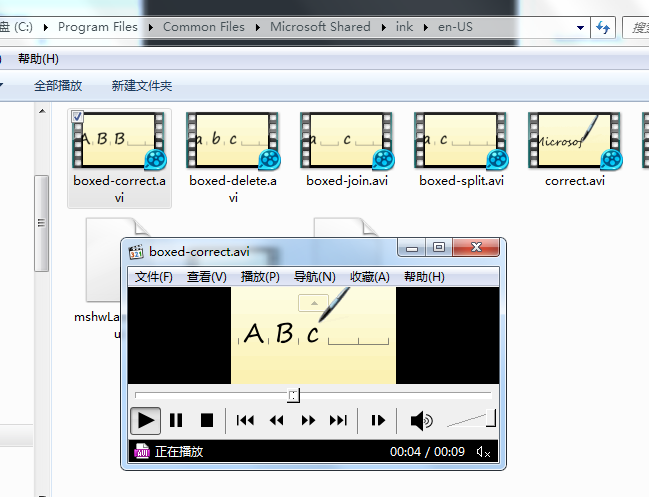 盘 (C:) Program Files Common Files Microsoft Shared ink en-US
帮助(H)
全部播放 新建文件夹
A B B
a b c
a c
a c
Microsof
boxed-correct.a
vi
boxed-delete.a
vi
boxed-join.avi
boxed-split.avi
correct.avi
mshwLa
u
boxed-correct.avi
文件(F) 查看(V) 播放(P) 导航(N) 收藏(A) 帮助(H)
A B c
正在播放
00:04 / 00:09